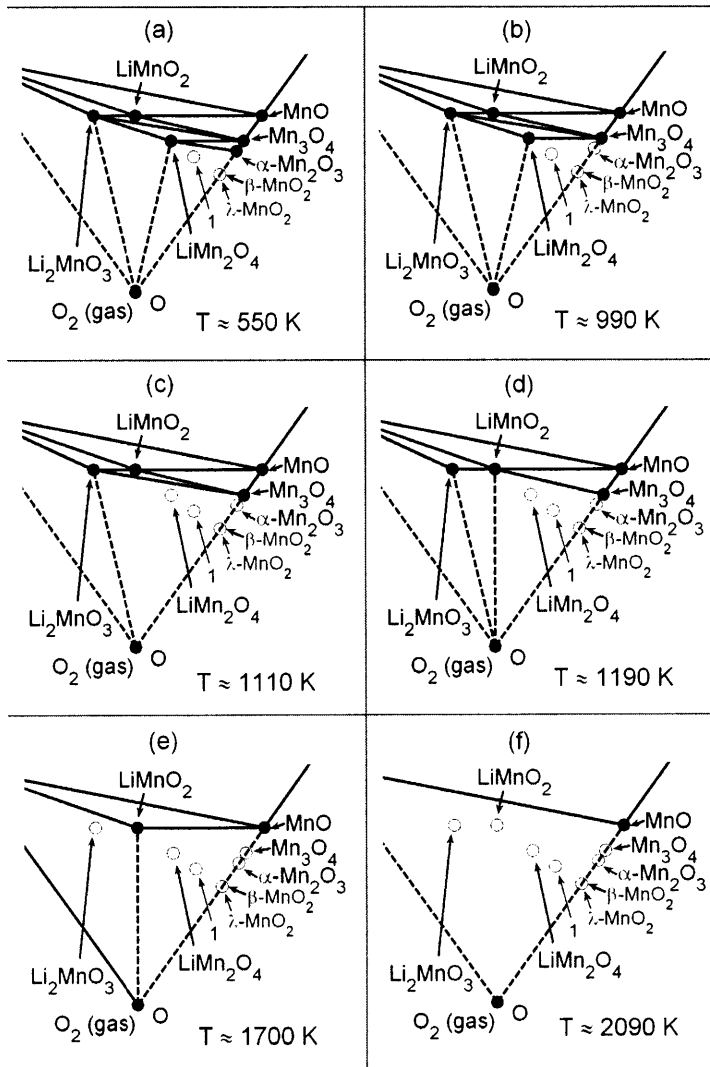 (a)
LiMnO₂
MnO
Mn₃O₄
α-Mn₂O₃
β-MnO₂
λ-MnO₂
1
Li₂MnO₃
LiMn₂O₄
O₂ (gas)
O
T ≈ 550 K
(b)
LiMnO₂
MnO
Mn₃O₄
α-Mn₂O₃
β-MnO₂
λ-MnO₂
1
Li₂MnO₃
LiMn₂O₄
O₂ (gas)
O
T ≈ 990 K
(c)
LiMnO₂
MnO
Mn₃O₄
α-Mn₂O₃
β-MnO₂
λ-MnO₂
1
Li₂MnO₃
LiMn₂O₄
O₂ (gas)
O
T ≈ 1110 K
(d)
LiMnO₂
MnO
Mn₃O₄
α-Mn₂O₃
β-MnO₂
λ-MnO₂
1
Li₂MnO₃
LiMn₂O₄
O₂ (gas)
O
T ≈ 1190 K
(e)
LiMnO₂
MnO
Mn₃O₄
α-Mn₂O₃
β-MnO₂
λ-MnO₂
1
Li₂MnO₃
LiMn₂O₄
O₂ (gas)
O
T ≈ 1700 K
(f)
LiMnO₂
MnO
Mn₃O₄
α-Mn₂O₃
β-MnO₂
λ-MnO₂
1
Li₂MnO₃
LiMn₂O₄
O₂ (gas)
O
T ≈ 2090 K